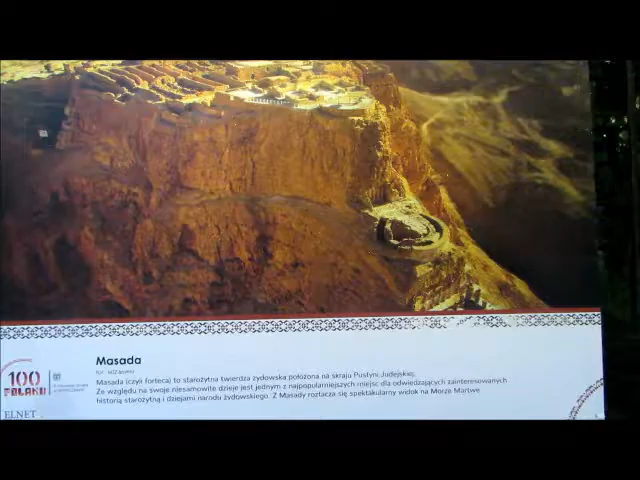 Masada
Masada (czyli forteca) to starożytna twierdza żydowska położona na skraju Pustyni Judejskiej.
Ze względu na swoje niesamowite dzieje jest jednym z najpopularniejszych miejsc dla odwiedzających zainteresowanych
historią starożytną i dziejami narodu żydowskiego. Z Masady roztacza się spektakularny widok na Morze Martwe
100
POLAKU
ELNET